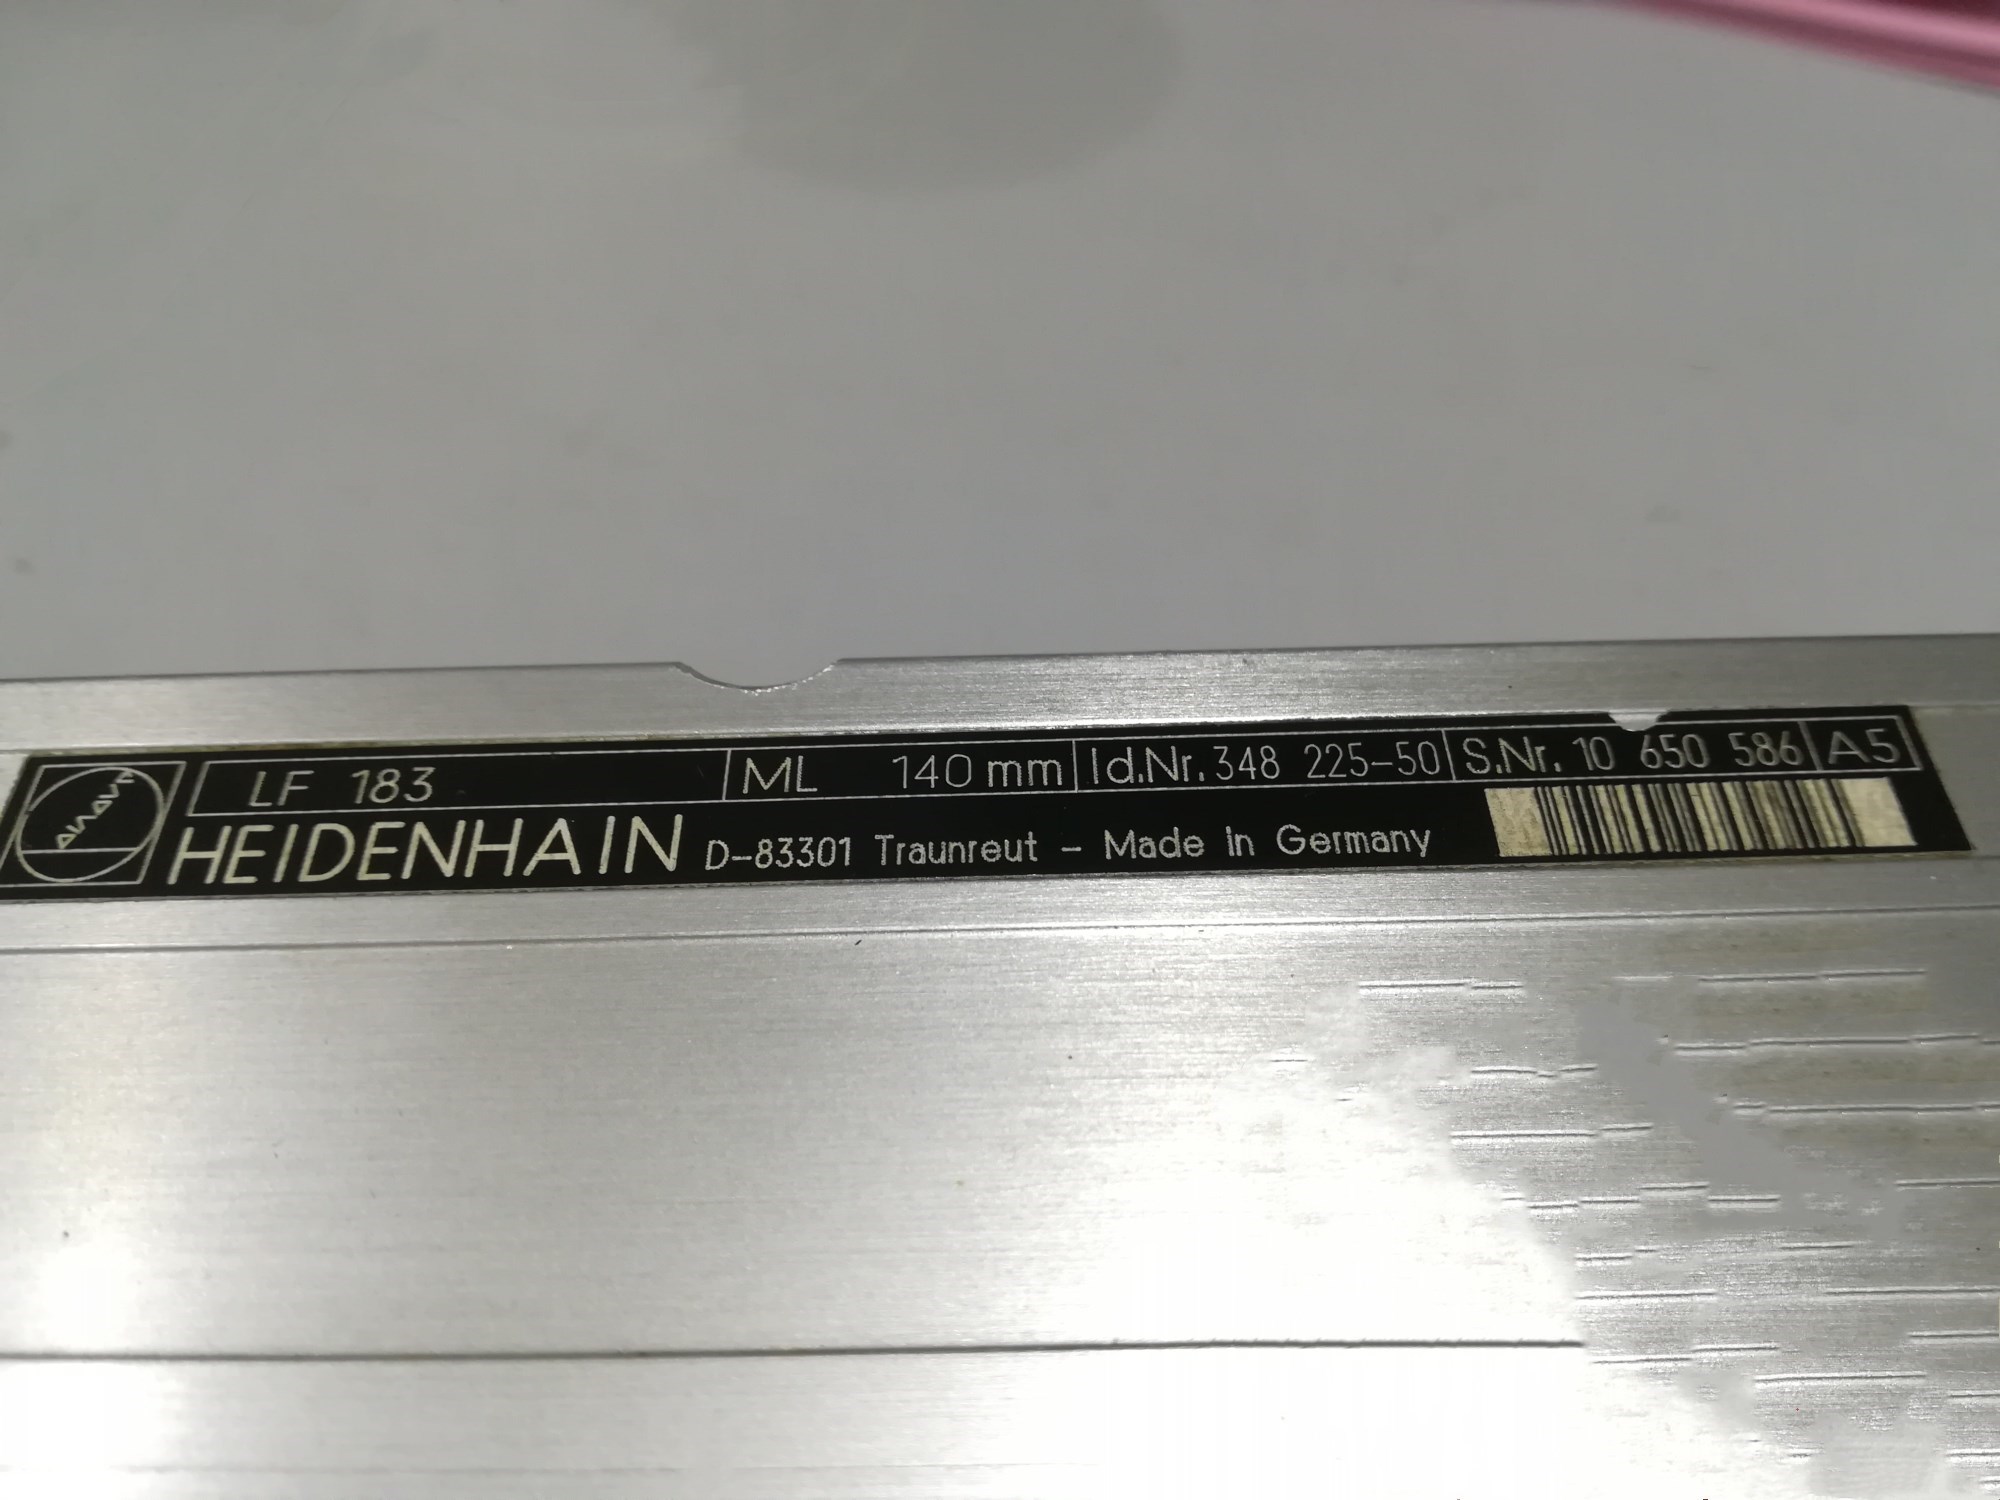 LF 183 ML 140 mm Id.Nr. 348 225-50 S.Nr. 10 650 586 A5
HEIDENHAIN D-83301 Traunreut - Made in Germany